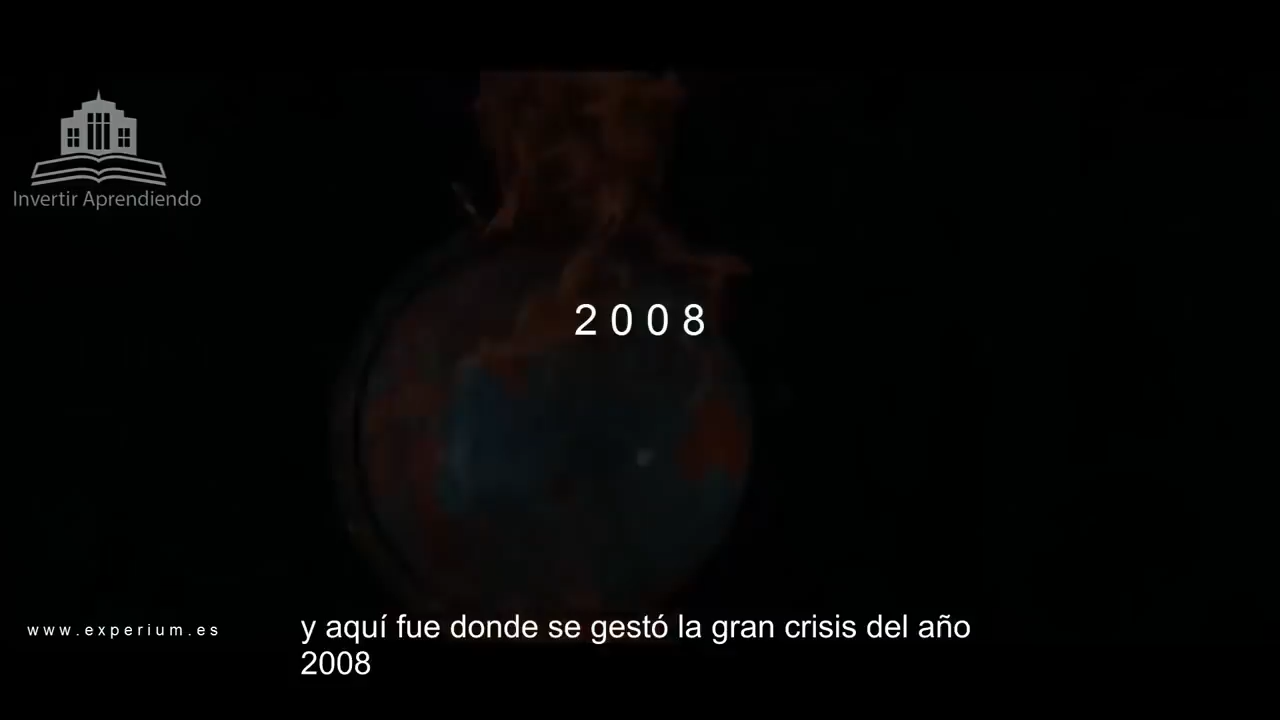 Invertir Aprendiendo
2008
www.experium.es
y aquí fue donde se gestó la gran crisis del año
2008